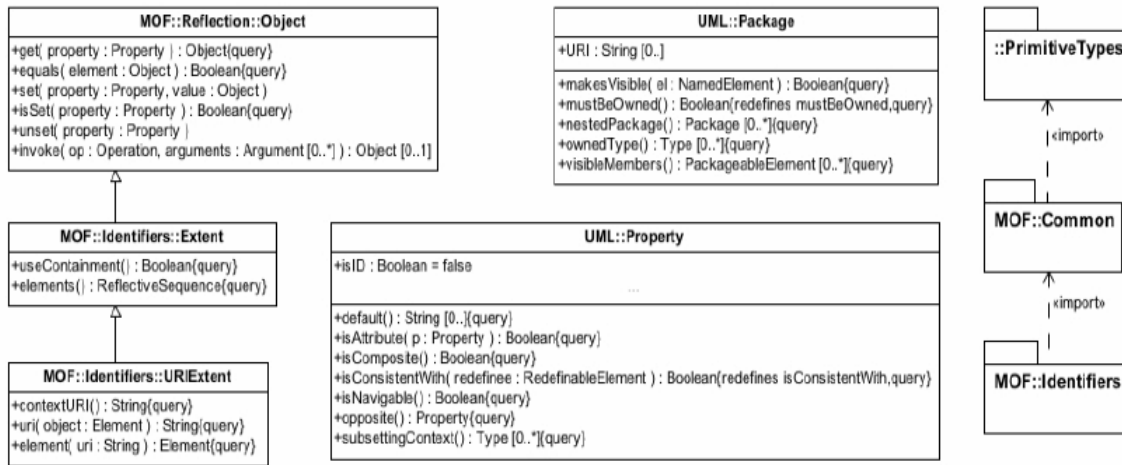 MOF::Reflection::Object
+get( property : Property ) : Object{query}
+equals( element : Object ) : Boolean{query}
+set( property : Property, value : Object )
+isSet( property : Property ) : Boolean{query}
+unset( property : Property )
+invoke( op : Operation, arguments : Argument [0..*] ) : Object [0..1]
MOF::Identifiers::Extent
+useContainment() : Boolean{query}
+elements() : ReflectiveSequence{query}
MOF::Identifiers::URIExtent
+contextURI() : String{query}
+uri( object : Element ) : String{query}
+element( uri : String ) : Element{query}
UML::Package
+URI : String [0..]
+makesVisible( el : NamedElement ) : Boolean{query}
+mustBeOwned() : Boolean{redefines mustBeOwned,query}
+nestedPackage() : Package [0..*]{query}
+ownedType() : Type [0..*]{query}
+visibleMembers() : PackageableElement [0..*]{query}
UML::Property
+isID : Boolean = false
...
+default() : String [0..]{query}
+isAttribute( p : Property ) : Boolean{query}
+isComposite() : Boolean{query}
+isConsistentWith( redefinee : RedefinableElement ) : Boolean{redefines isConsistentWith,query}
+isNavigable() : Boolean{query}
+opposite() : Property{query}
+subsettingContext() : Type [0..*]{query}
::PrimitiveTypes
«import»
MOF::Common
«import»
MOF::Identifiers